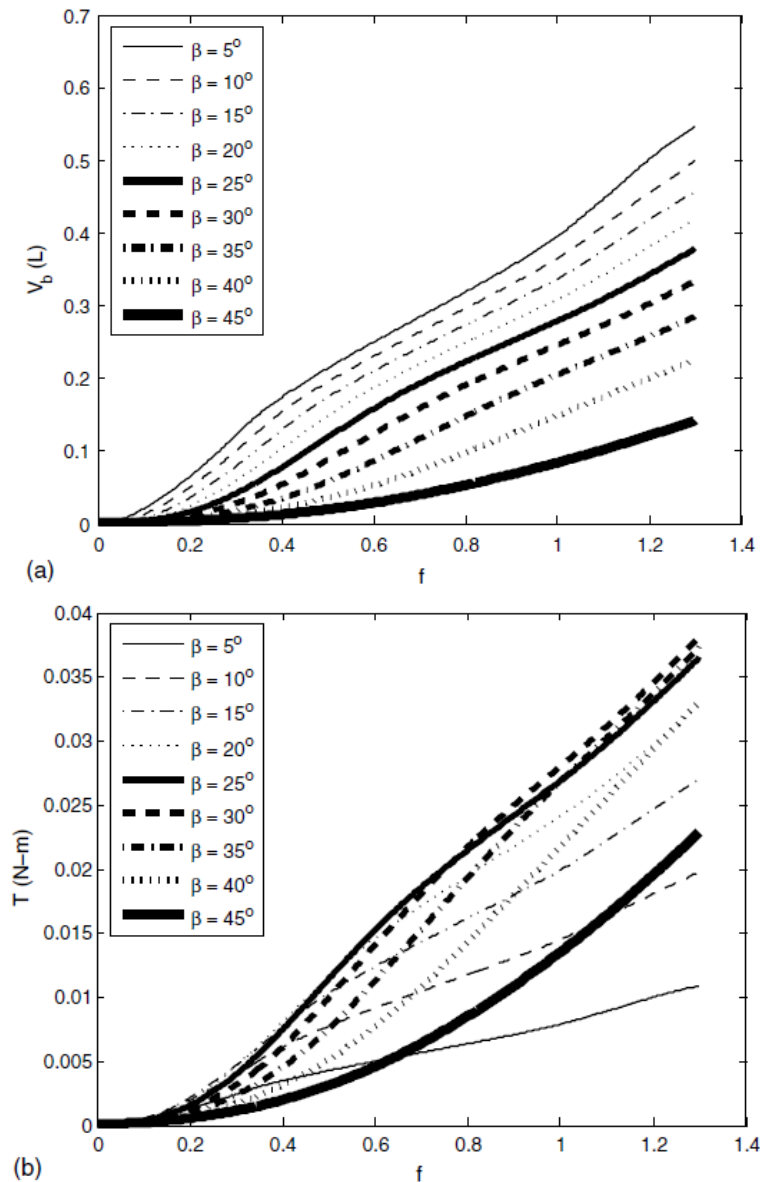 0.7
0.6
0.5
0.4
0.3
0.2
0.1
0
V_b (L)
β = 5°
β = 10°
β = 15°
β = 20°
β = 25°
β = 30°
β = 35°
β = 40°
β = 45°
0 0.2 0.4 0.6 0.8 1 1.2 1.4
f
(a)
0.04
0.035
0.03
0.025
0.02
0.015
0.01
0.005
0
T (N–m)
β = 5°
β = 10°
β = 15°
β = 20°
β = 25°
β = 30°
β = 35°
β = 40°
β = 45°
0 0.2 0.4 0.6 0.8 1 1.2 1.4
f
(b)